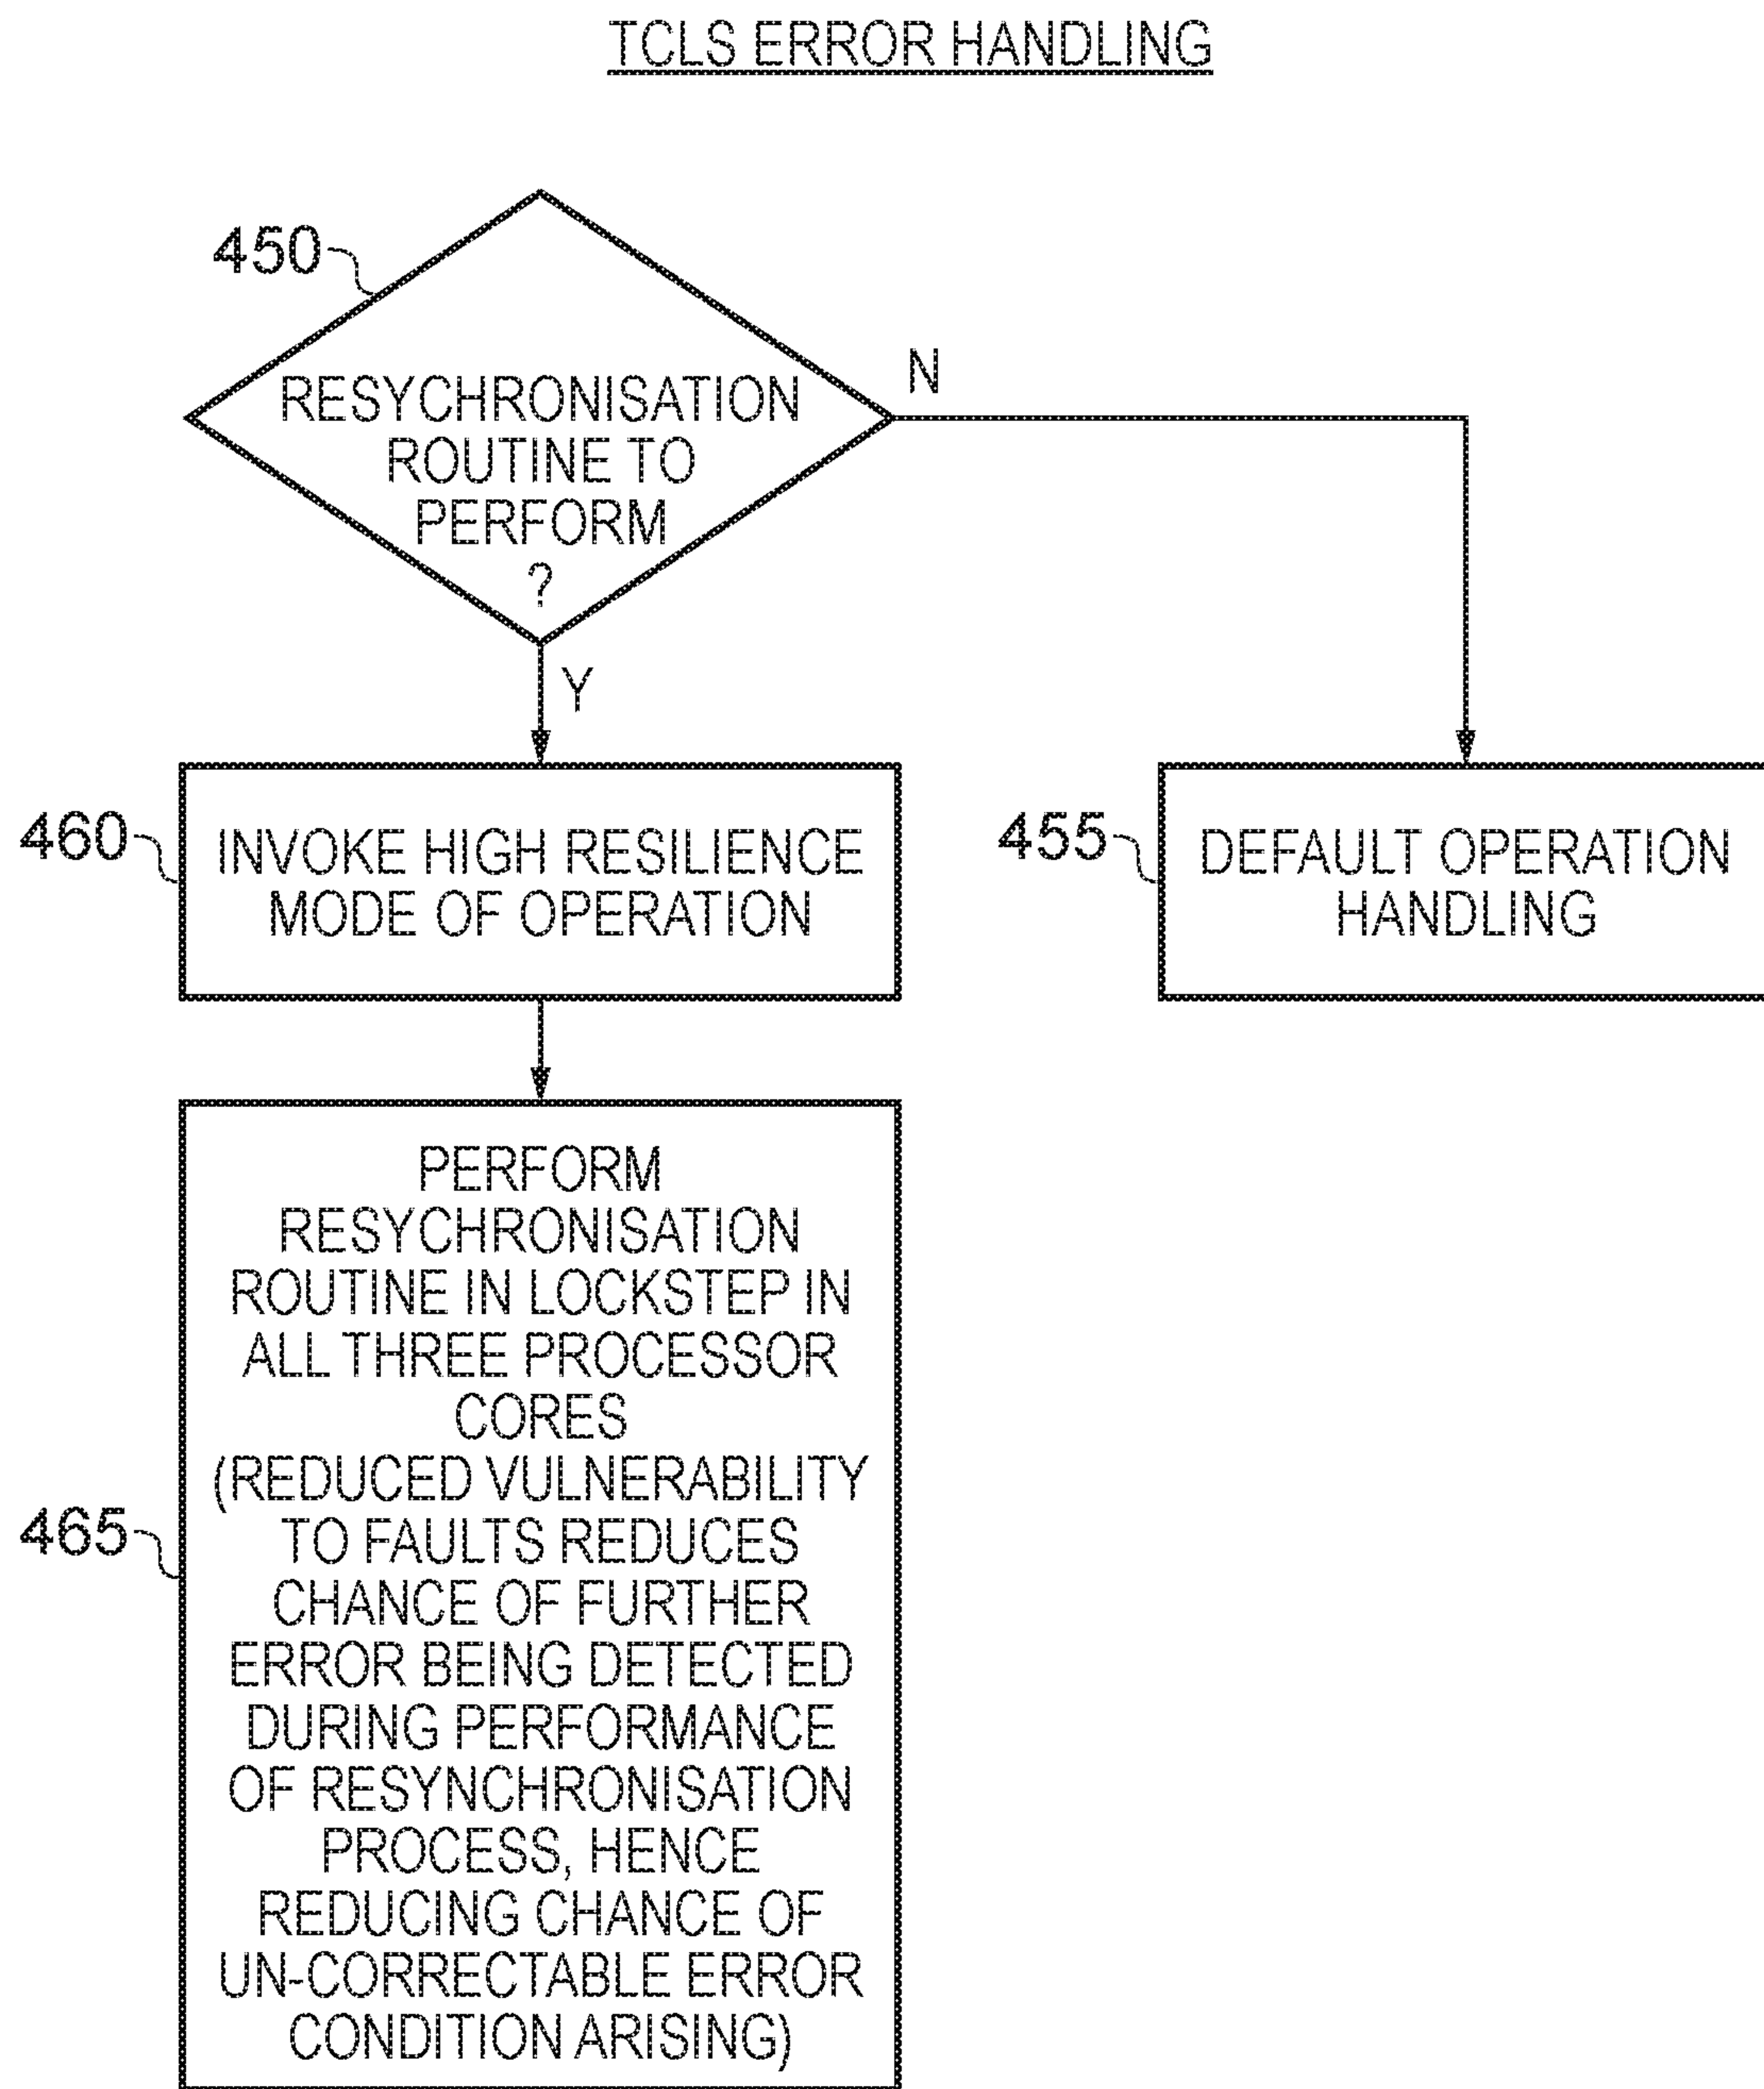 TCLS ERROR HANDLING
450
RESYCHRONISATION
ROUTINE TO
PERFORM
?
N
Y
460
INVOKE HIGH RESILIENCE
MODE OF OPERATION
455
DEFAULT OPERATION
HANDLING
465
PERFORM
RESYCHRONISATION
ROUTINE IN LOCKSTEP IN
ALL THREE PROCESSOR
CORES
(REDUCED VULNERABILITY
TO FAULTS REDUCES
CHANCE OF FURTHER
ERROR BEING DETECTED
DURING PERFORMANCE
OF RESYNCHRONISATION
PROCESS, HENCE
REDUCING CHANCE OF
UN-CORRECTABLE ERROR
CONDITION ARISING)